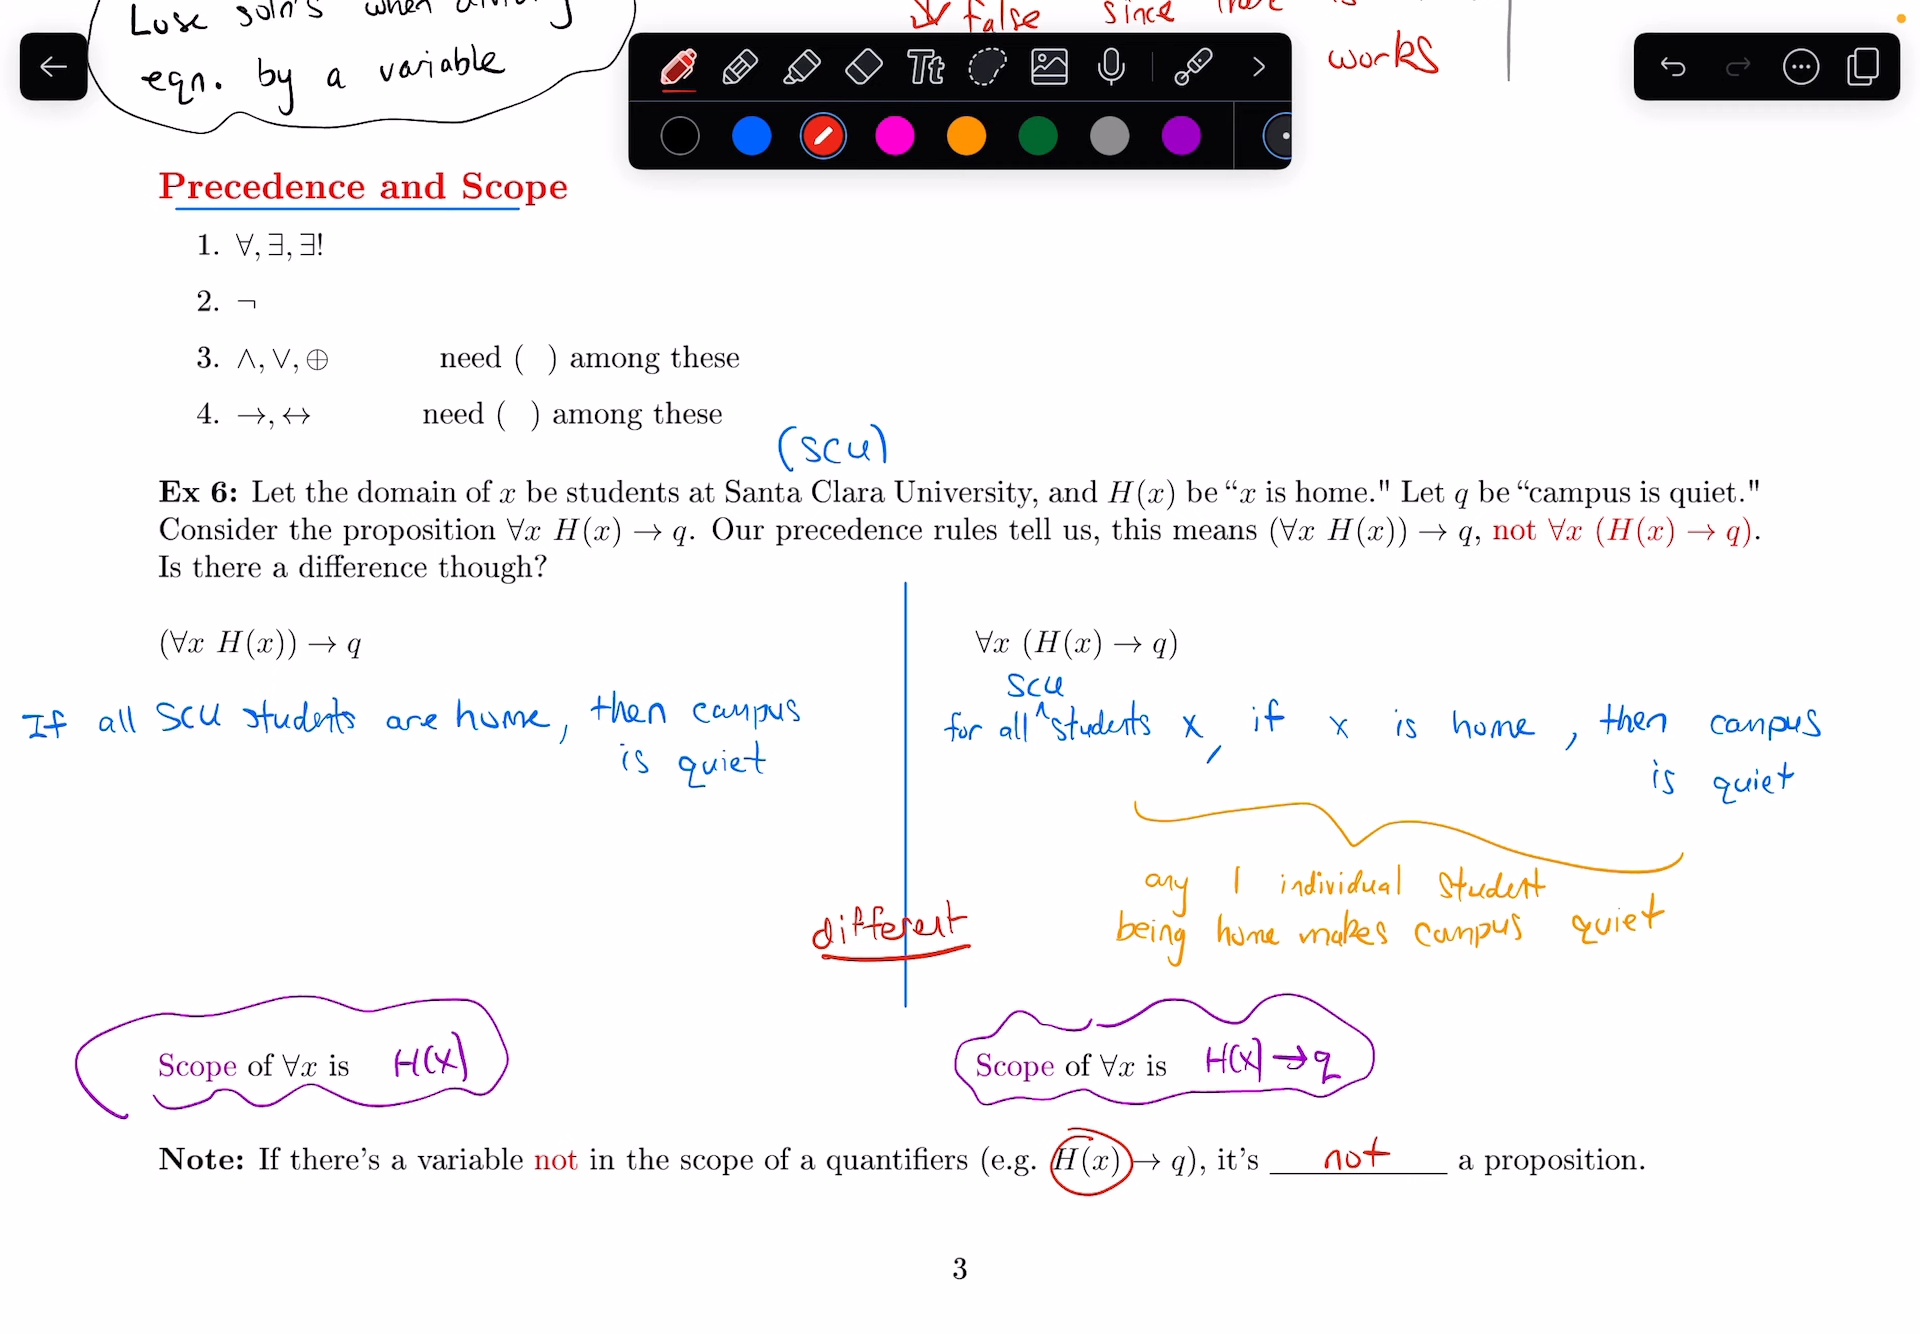 Lose soln's when
eqn. by a variable
false since
works
Tt
Precedence and Scope
1. ∀, ∃, ∃!
2. ¬
3. ∧, ∨, ⊕ need ( ) among these
4. →, ↔ need ( ) among these
(SCU)
Ex 6: Let the domain of x be students at Santa Clara University, and H(x) be “x is home." Let q be “campus is quiet."
Consider the proposition ∀x H(x) → q. Our precedence rules tell us, this means (∀x H(x)) → q, not ∀x (H(x) → q).
Is there a difference though?
(∀x H(x)) → q
If all SCU students are home, then campus
is quiet
∀x (H(x) → q)
SCU
for all ^ students x, if x is home, then campus
is quiet
any 1 individual student
being home makes campus quiet
different
Scope of ∀x is H(x)
Scope of ∀x is H(x) → q
Note: If there's a variable not in the scope of a quantifiers (e.g. H(x) → q), it's not a proposition.
3